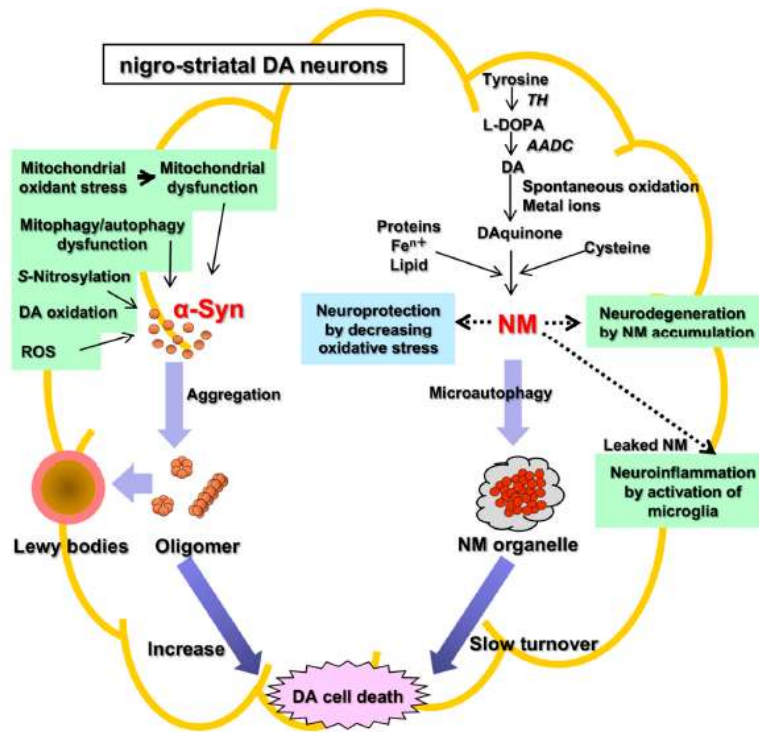 nigro-striatal DA neurons
Mitochondrial
oxidant stress
Mitochondrial
dysfunction
Mitophagy/autophagy
dysfunction
S-Nitrosylation
DA oxidation
ROS
α-Syn
Aggregation
Lewy bodies
Oligomer
Increase
Tyrosine
TH
L-DOPA
AADC
DA
Spontaneous oxidation
Metal ions
DAquinone
Proteins
Feⁿ⁺
Lipid
Cysteine
Neuroprotection
by decreasing
oxidative stress
NM
Neurodegeneration
by NM accumulation
Microautophagy
Leaked NM
Neuroinflammation
by activation of
microglia
NM organelle
Slow turnover
DA cell death